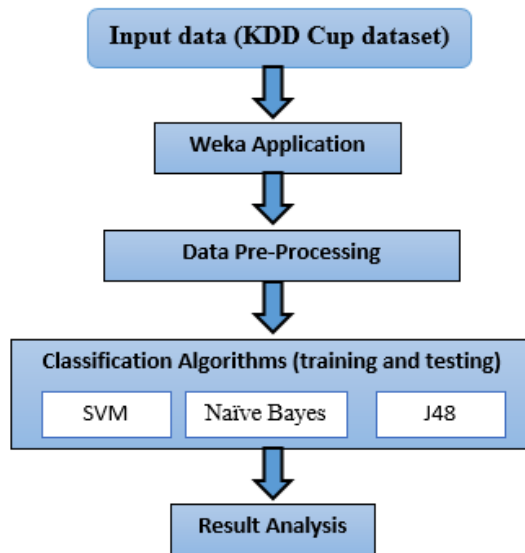 Input data (KDD Cup dataset)
Weka Application
Data Pre-Processing
Classification Algorithms (training and testing)
SVM
Naïve Bayes
J48
Result Analysis